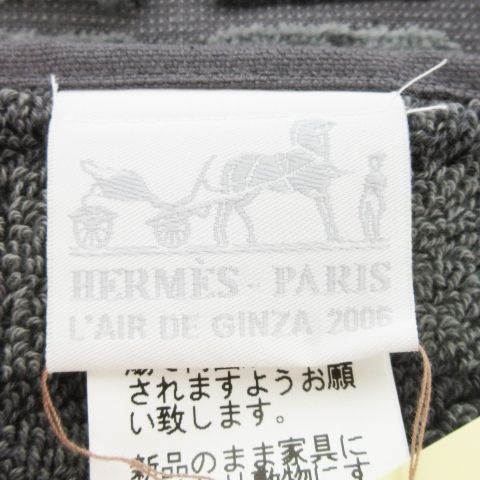 HERMÈS - PARIS
L'AIR DE GINZA 2006
されますようお願
い致します。
新品のまま家具に